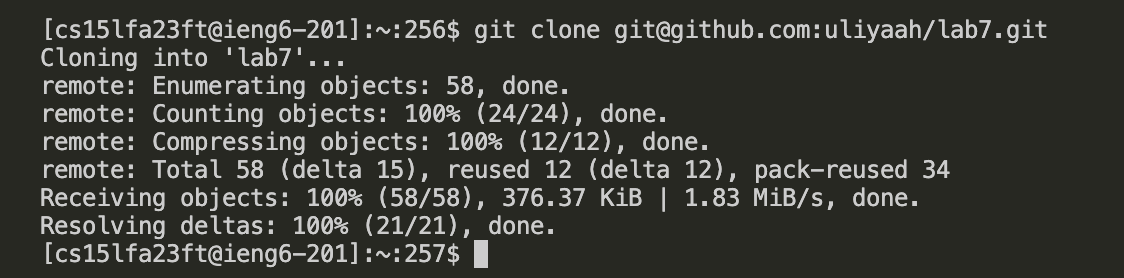 [cs15lfa23ft@ieng6-201]:~:256$ git clone git@github.com:uliyaah/lab7.git
Cloning into 'lab7'...
remote: Enumerating objects: 58, done.
remote: Counting objects: 100% (24/24), done.
remote: Compressing objects: 100% (12/12), done.
remote: Total 58 (delta 15), reused 12 (delta 12), pack-reused 34
Receiving objects: 100% (58/58), 376.37 KiB | 1.83 MiB/s, done.
Resolving deltas: 100% (21/21), done.
[cs15lfa23ft@ieng6-201]:~:257$